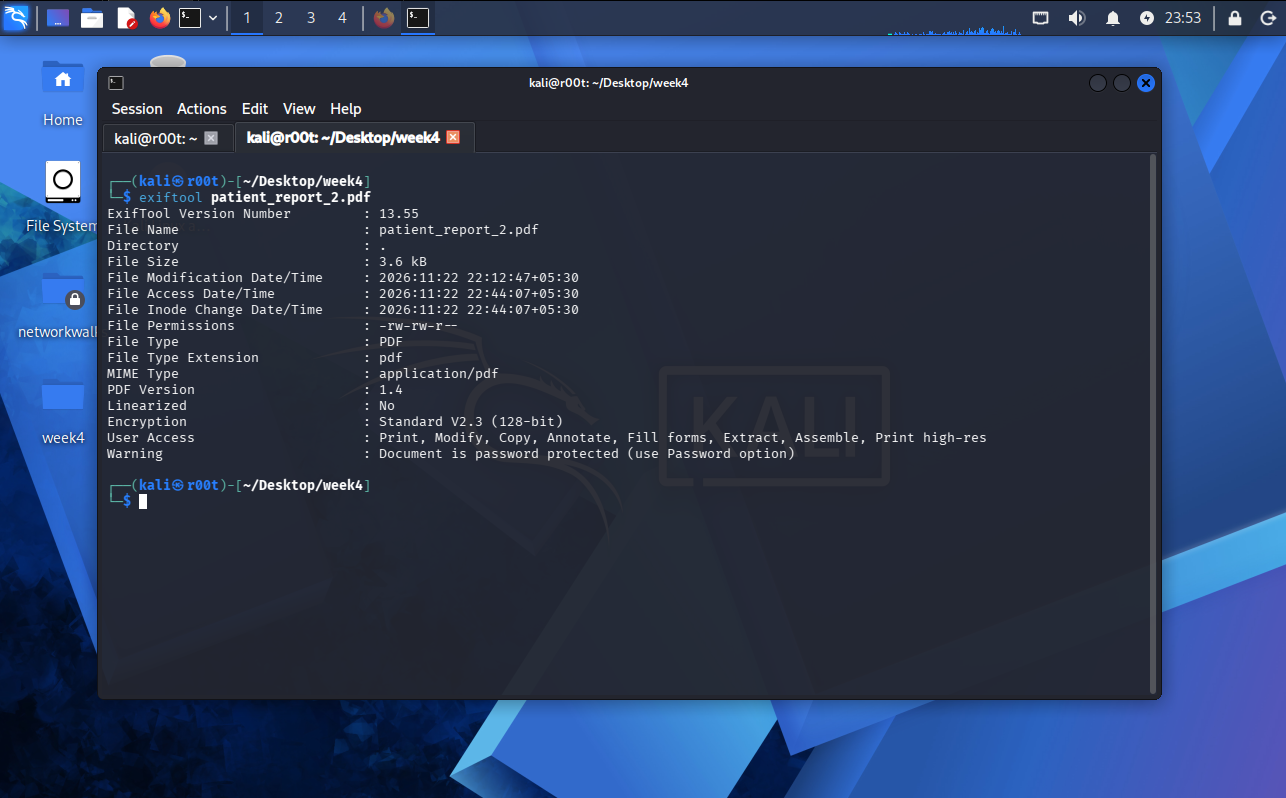 1 2 3 4 23:53
Home
File System
networkwall
week4
kali@r00t: ~/Desktop/week4
Session Actions Edit View Help
kali@r00t: ~ kali@r00t: ~/Desktop/week4
┌──(kali㉿r00t)-[~/Desktop/week4]
└─$ exiftool patient_report_2.pdf
ExifTool Version Number : 13.55
File Name : patient_report_2.pdf
Directory : .
File Size : 3.6 kB
File Modification Date/Time : 2026:11:22 22:12:47+05:30
File Access Date/Time : 2026:11:22 22:44:07+05:30
File Inode Change Date/Time : 2026:11:22 22:44:07+05:30
File Permissions : -rw-rw-r--
File Type : PDF
File Type Extension : pdf
MIME Type : application/pdf
PDF Version : 1.4
Linearized : No
Encryption : Standard V2.3 (128-bit)
User Access : Print, Modify, Copy, Annotate, Fill forms, Extract, Assemble, Print high-res
Warning : Document is password protected (use Password option)
┌──(kali㉿r00t)-[~/Desktop/week4]
└─$
KALI